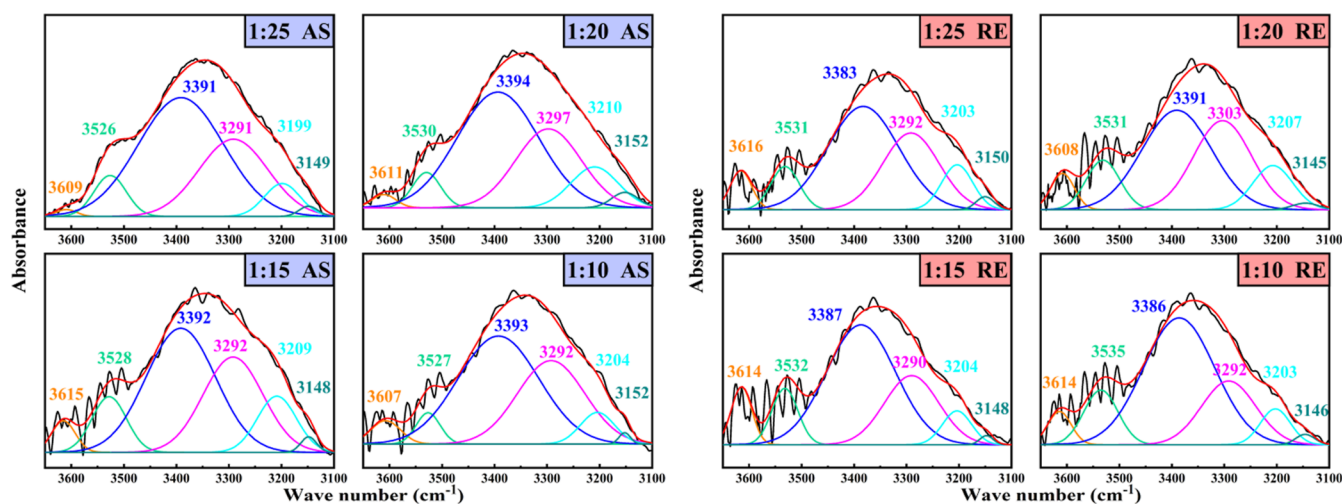 1:25 AS
3391
3526
3291
3199
3149
3609
3600 3500 3400 3300 3200 3100
1:20 AS
3394
3297
3210
3530
3152
3611
3600 3500 3400 3300 3200 3100
1:15 AS
3392
3209
3528
3292
3148
3615
3600 3500 3400 3300 3200 3100
1:10 AS
3393
3292
3527
3204
3152
3607
3600 3500 3400 3300 3200 3100
Absorbance
Wave number (cm⁻¹)
1:25 RE
3383
3203
3531
3292
3616
3150
3600 3500 3400 3300 3200 3100
1:20 RE
3391
3303
3531
3207
3608
3145
3600 3500 3400 3300 3200 3100
1:15 RE
3387
3614
3532
3290
3204
3148
3600 3500 3400 3300 3200 3100
1:10 RE
3386
3535
3614
3292
3203
3146
3600 3500 3400 3300 3200 3100
Absorbance
Wave number (cm⁻¹)